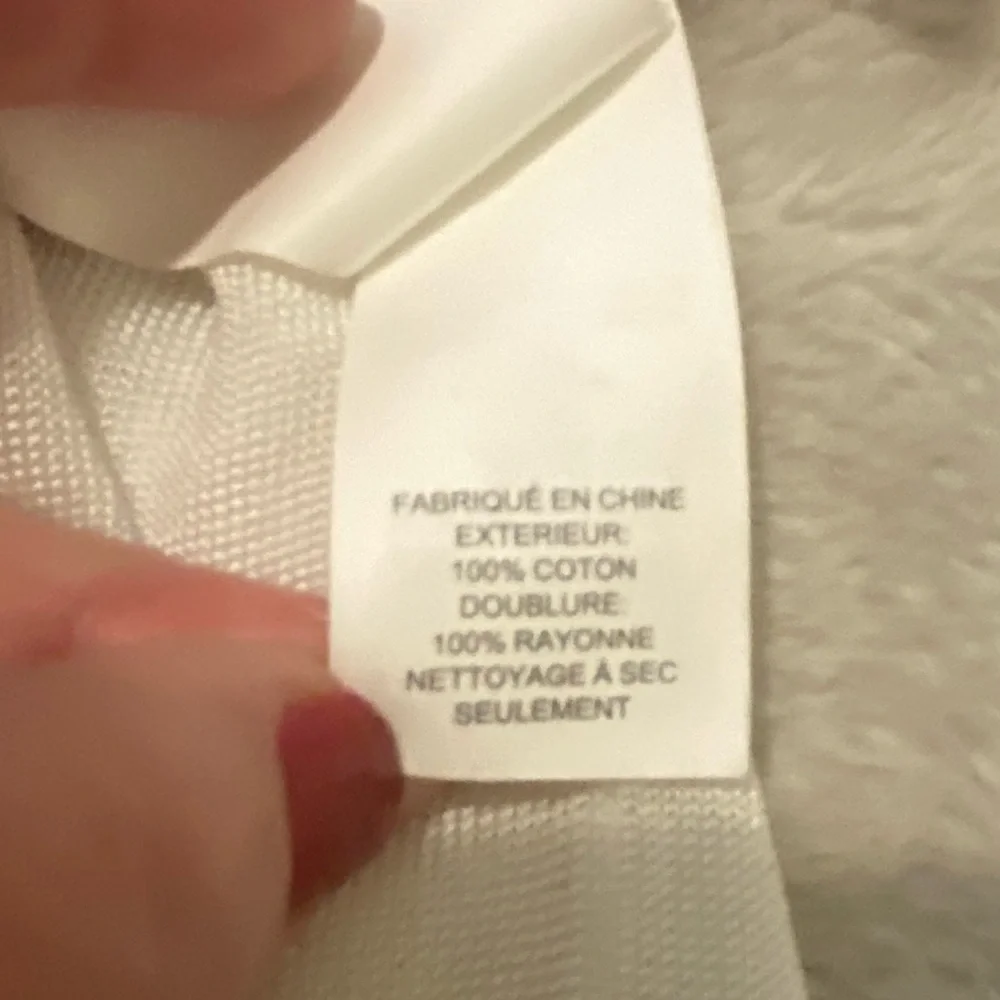 FABRIQUÉ EN CHINE
EXTERIEUR:
100% COTON
DOUBLURE:
100% RAYONNE
NETTOYAGE À SEC
SEULEMENT